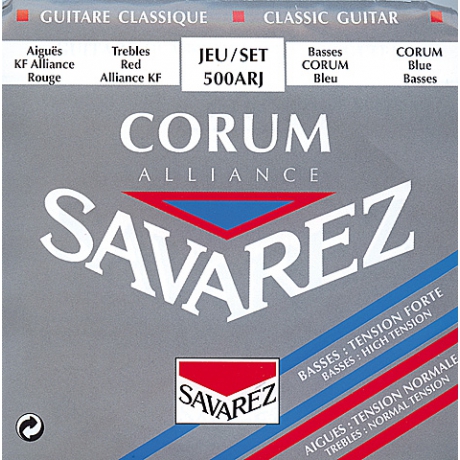 GUITARE CLASSIQUE
CLASSIC GUITAR
Aiguës
KF Alliance
Rouge
Trebles
Red
Alliance KF
JEU/SET
500ARJ
Basses
CORUM
Bleu
CORUM
Blue
Basses
CORUM
ALLIANCE
SAVAREZ
BASSES : TENSION FORTE
BASSES : HIGH TENSION
AIGUES : TENSION NORMALE
TREBLES : NORMAL TENSION
SAVAREZ